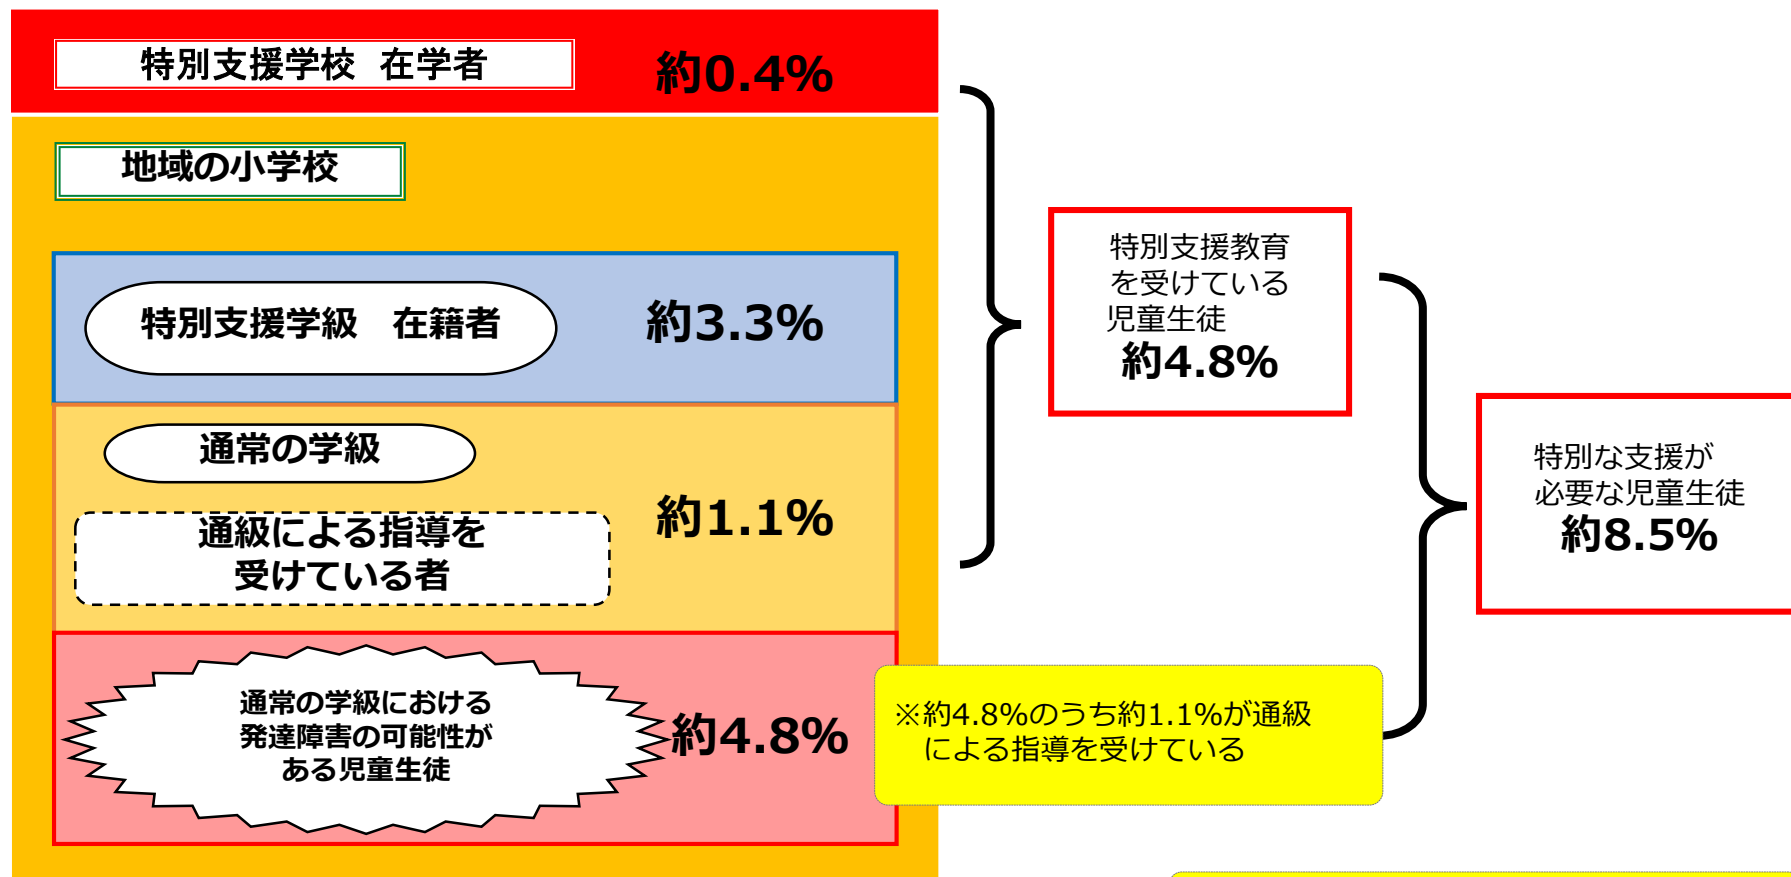 特別支援学校 在学者
約0.4%
地域の小学校
特別支援学級 在籍者
約3.3%
通常の学級
通級による指導を
受けている者
約1.1%
通常の学級における
発達障害の可能性が
ある児童生徒
約4.8%
※約4.8%のうち約1.1%が通級
による指導を受けている
特別支援教育
を受けている
児童生徒
約4.8%
特別な支援が
必要な児童生徒
約8.5%